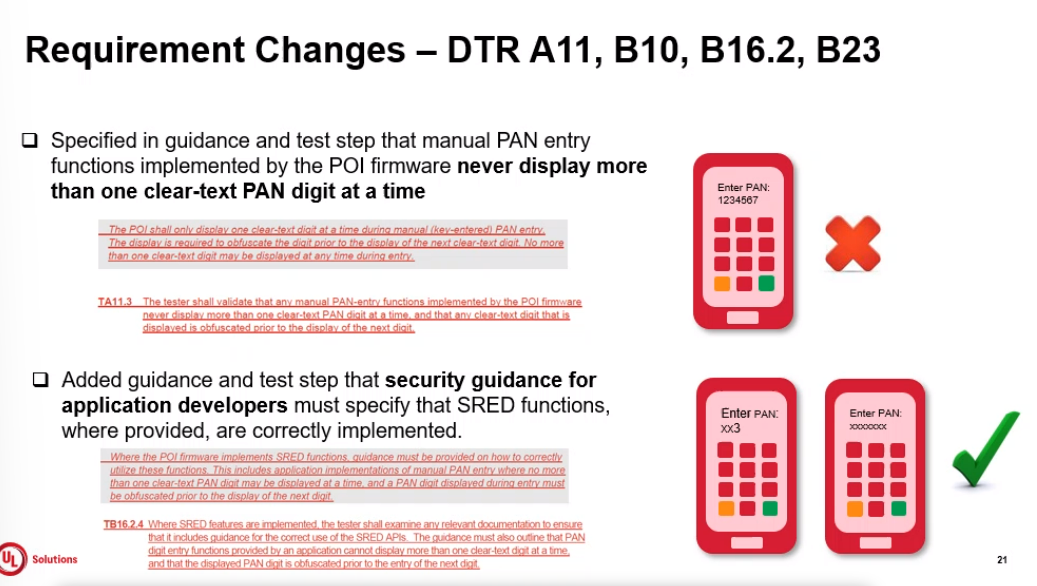 Requirement Changes – DTR A11, B10, B16.2, B23
Specified in guidance and test step that manual PAN entry
functions implemented by the POI firmware never display more
than one clear-text PAN digit at a time
The POI shall only display one clear-text digit at a time during manual (key-entered) PAN entry.
The display is required to obfuscate the digit prior to the display of the next clear-text digit. No more
than one clear-text digit may be displayed at any time during entry.
TA11.3 The tester shall validate that any manual PAN-entry functions implemented by the POI firmware
never display more than one clear-text PAN digit at a time, and that any clear-text digit that is
displayed is obfuscated prior to the display of the next digit.
Enter PAN:
1234567
Added guidance and test step that security guidance for
application developers must specify that SRED functions,
where provided, are correctly implemented.
Where the POI firmware implements SRED functions, guidance must be provided on how to correctly
utilize these functions. This includes application implementations of manual PAN entry where no more
than one clear-text PAN digit may be displayed at a time, and a PAN digit displayed during entry must
be obfuscated prior to the display of the next digit.
TB16.2.4 Where SRED features are implemented, the tester shall examine any relevant documentation to ensure
that it includes guidance for the correct use of the SRED APIs. The guidance must also outline that PAN
digit entry functions provided by an application cannot display more than one clear-text digit at a time,
and that the displayed PAN digit is obfuscated prior to the entry of the next digit.
Enter PAN:
xx3
Enter PAN:
xxxxxxx
UL Solutions
21